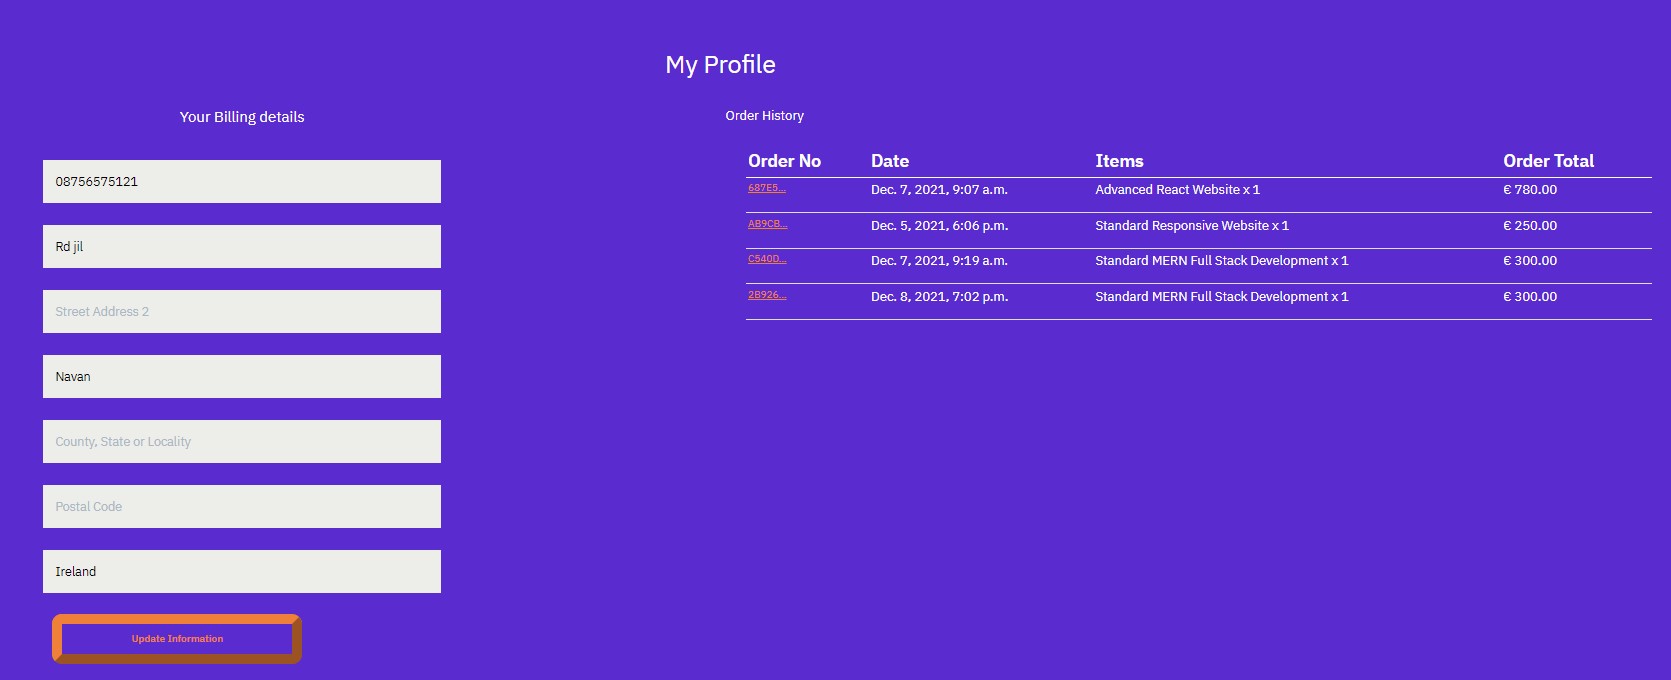 My Profile
Your Billing details
08756575121
Rd jil
Street Address 2
Navan
County, State or Locality
Postal Code
Ireland
Update Information
Order History
Order No Date Items Order Total
687E5... Dec. 7, 2021, 9:07 a.m. Advanced React Website x 1 € 780.00
AB9CB... Dec. 5, 2021, 6:06 p.m. Standard Responsive Website x 1 € 250.00
C540D... Dec. 7, 2021, 9:19 a.m. Standard MERN Full Stack Development x 1 € 300.00
2B926... Dec. 8, 2021, 7:02 p.m. Standard MERN Full Stack Development x 1 € 300.00